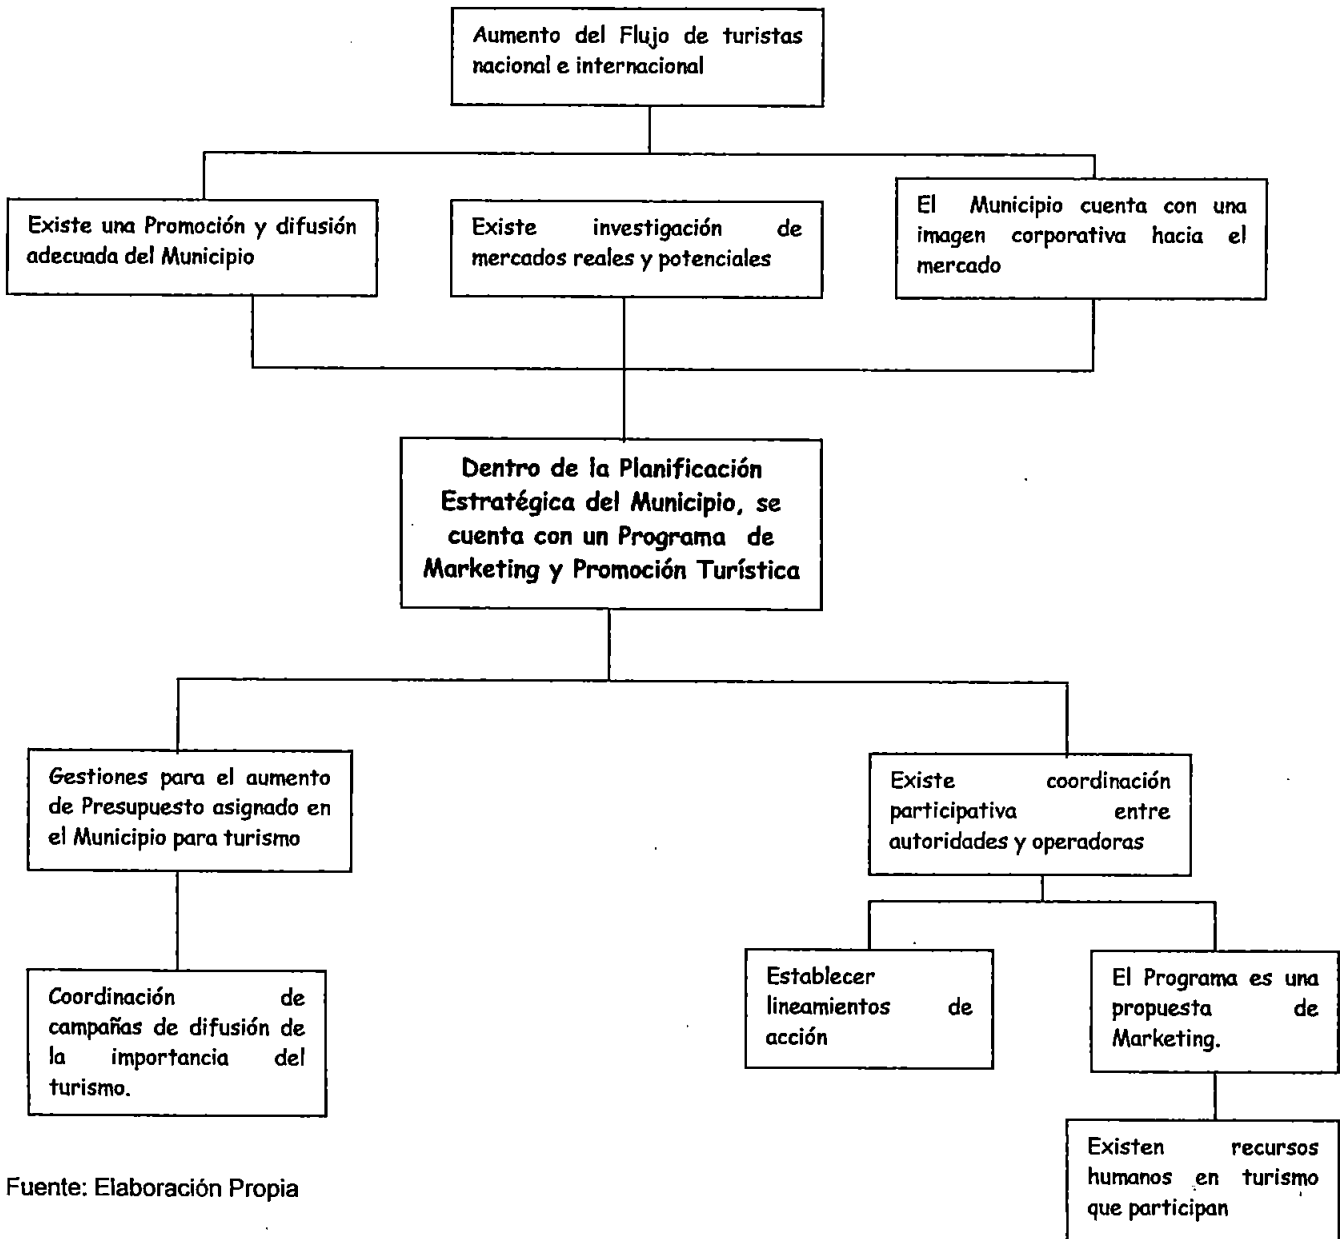 Aumento del Flujo de turistas
nacional e internacional
Existe una Promoción y difusión
adecuada del Municipio
Existe investigación de
mercados reales y potenciales
El Municipio cuenta con una
imagen corporativa hacia el
mercado
Dentro de la Planificación
Estratégica del Municipio, se
cuenta con un Programa de
Marketing y Promoción Turística
Gestiones para el aumento
de Presupuesto asignado en
el Municipio para turismo
Existe coordinación
participativa entre
autoridades y operadoras
Coordinación de
campañas de difusión de
la importancia del
turismo.
Establecer
lineamientos de
acción
El Programa es una
propuesta de
Marketing.
Existen recursos
humanos en turismo
que participan
Fuente: Elaboración Propia